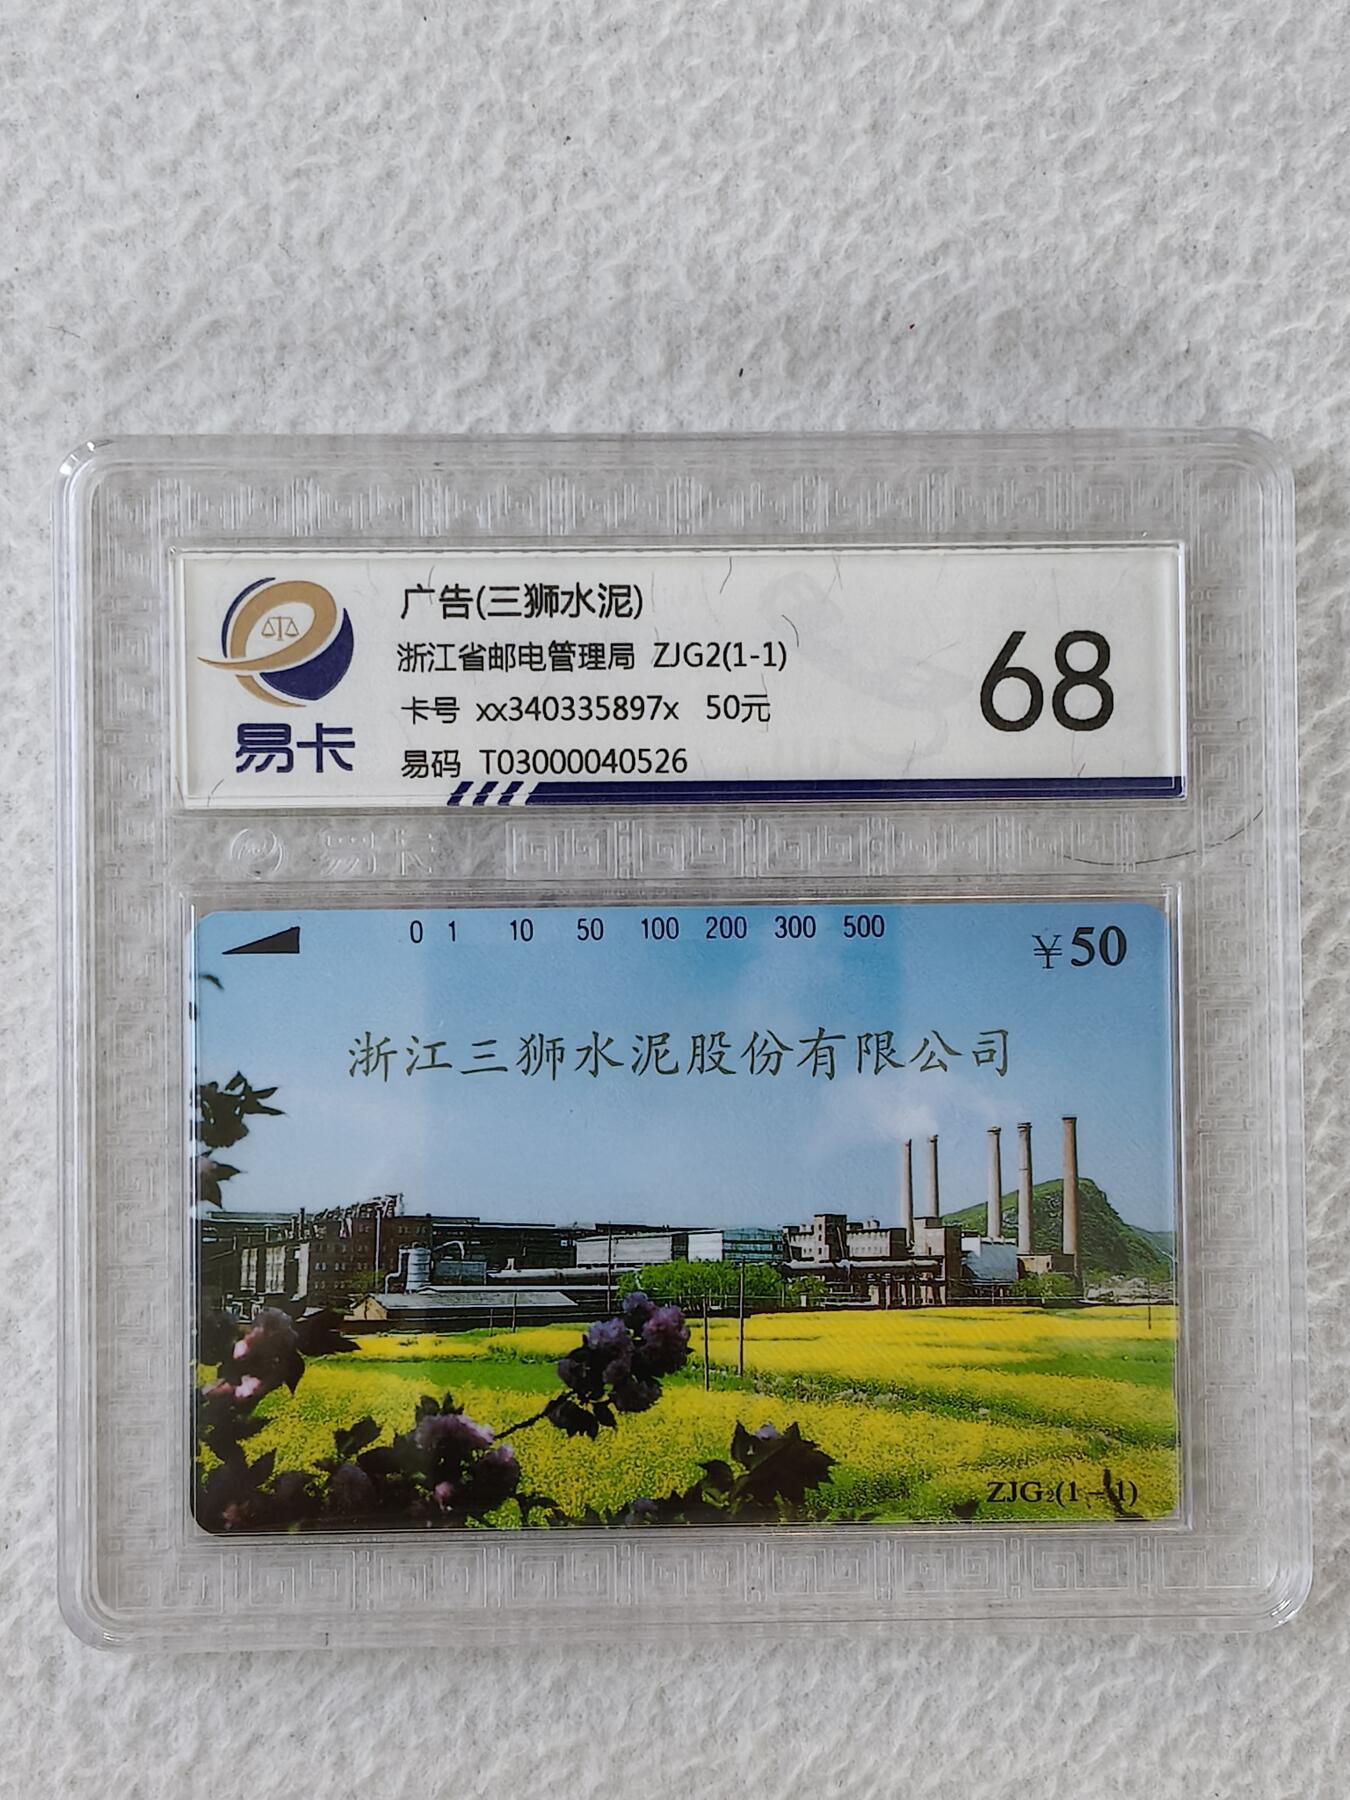 广告(三狮水泥)
浙江省邮电管理局 ZJG2(1-1)
卡号 xx340335897x 50元
易码 T03000040526
68
易卡
易卡
0 1 10 50 100 200 300 500
¥50
浙江三狮水泥股份有限公司
ZJG2(1-1)